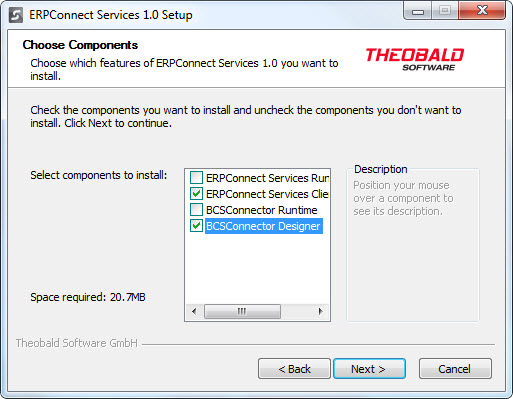 ERPConnect Services 1.0 Setup
Choose Components
Choose which features of ERPConnect Services 1.0 you want to
install.
THEOBALD
SOFTWARE
Check the components you want to install and uncheck the components you don't want to
install. Click Next to continue.
Select components to install:
ERPConnect Services Run
ERPConnect Services Clie
BCSConnector Runtime
BCSConnector Designer
Description
Position your mouse
over a component to
see its description.
Space required: 20.7MB
Theobald Software GmbH
< Back
Next >
Cancel